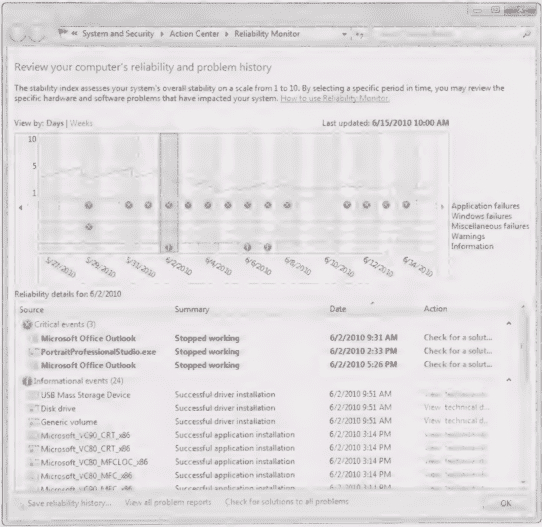 « System and Security ▸ Action Center ▸ Reliability Monitor
Review your computer's reliability and problem history
The stability index assesses your system's overall stability on a scale from 1 to 10. By selecting a specific period in time, you may review the
specific hardware and software problems that have impacted your system. How to use Reliability Monitor.
View by: Days | Weeks Last updated: 6/15/2010 10:00 AM
10
5
1
Application failures
Windows failures
Miscellaneous failures
Warnings
Information
5/27/2010 5/29/2010 5/31/2010 6/2/2010 6/4/2010 6/6/2010 6/8/2010 6/10/2010 6/12/2010 6/14/2010
Reliability details for: 6/2/2010
Source Summary Date Action
Critical events (3)
Microsoft Office Outlook Stopped working 6/2/2010 9:31 AM Check for a solut...
PortraitProfessionalStudio.exe Stopped working 6/2/2010 2:33 PM Check for a solut...
Microsoft Office Outlook Stopped working 6/2/2010 5:26 PM Check for a solut...
Informational events (24)
USB Mass Storage Device Successful driver installation 6/2/2010 9:51 AM
Disk drive Successful driver installation 6/2/2010 9:51 AM View technical d...
Generic volume Successful driver installation 6/2/2010 9:51 AM View technical d...
Microsoft_VC90_CRT_x86 Successful application installation 6/2/2010 3:14 PM
Microsoft_VC80_CRT_x86 Successful application installation 6/2/2010 3:14 PM
Microsoft_VC80_MFCLOC_x86 Successful application installation 6/2/2010 3:14 PM
Microsoft_VC80_MFC_x86 Successful application installation 6/2/2010 3:14 PM
Microsoft_VC90_MFC_x86 Successful application installation 6/2/2010 3:14 PM
Save reliability history... View all problem reports Check for solutions to all problems OK